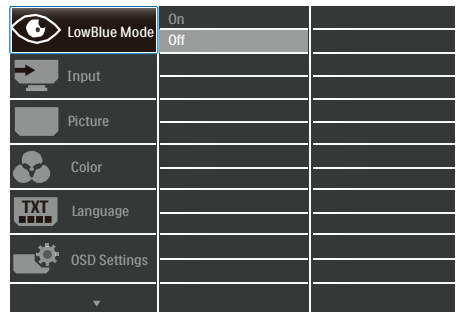 LowBlue Mode
On
Off
Input
Picture
Color
TXT
Language
OSD Settings